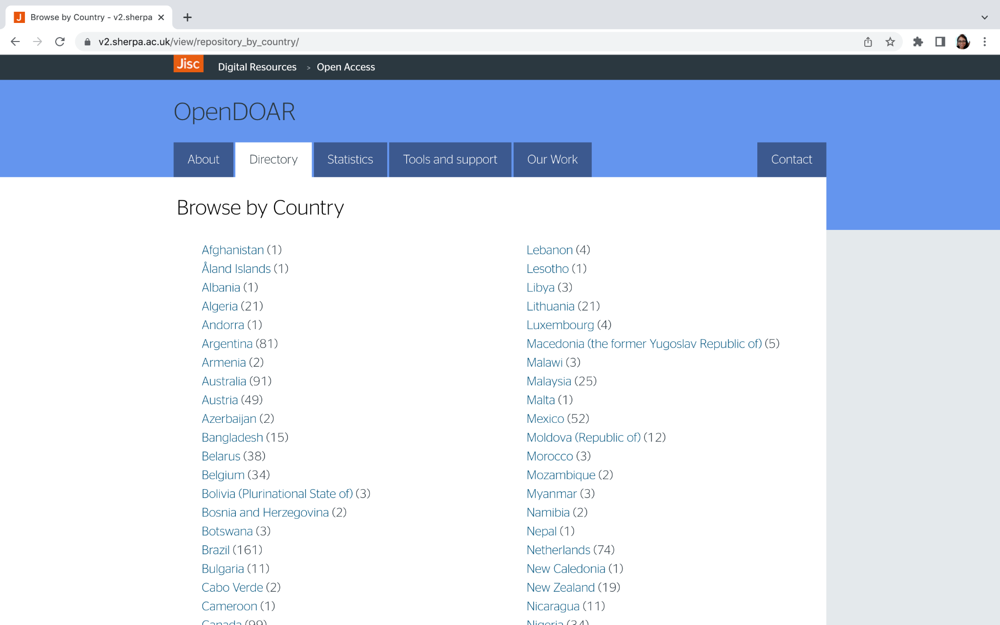 J Browse by Country - v2.sherpa
v2.sherpa.ac.uk/view/repository_by_country/
Jisc Digital Resources > Open Access
OpenDOAR
About Directory Statistics Tools and support Our Work Contact
Browse by Country
Afghanistan (1)
Åland Islands (1)
Albania (1)
Algeria (21)
Andorra (1)
Argentina (81)
Armenia (2)
Australia (91)
Austria (49)
Azerbaijan (2)
Bangladesh (15)
Belarus (38)
Belgium (34)
Bolivia (Plurinational State of) (3)
Bosnia and Herzegovina (2)
Botswana (3)
Brazil (161)
Bulgaria (11)
Cabo Verde (2)
Cameroon (1)
Canada (99)
Lebanon (4)
Lesotho (1)
Libya (3)
Lithuania (21)
Luxembourg (4)
Macedonia (the former Yugoslav Republic of) (5)
Malawi (3)
Malaysia (25)
Malta (1)
Mexico (52)
Moldova (Republic of) (12)
Morocco (3)
Mozambique (2)
Myanmar (3)
Namibia (2)
Nepal (1)
Netherlands (74)
New Caledonia (1)
New Zealand (19)
Nicaragua (11)
Nigeria (34)